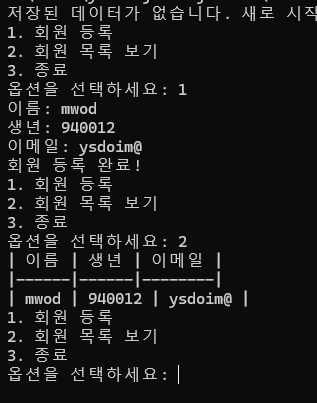 저장된 데이터가 없습니다. 새로 시작
1. 회원 등록
2. 회원 목록 보기
3. 종료
옵션을 선택하세요: 1
이름: mwod
생년: 940012
이메일: ysdoim@
회원 등록 완료!
1. 회원 등록
2. 회원 목록 보기
3. 종료
옵션을 선택하세요: 2
| 이름 | 생년 | 이메일 |
|------|------|--------|
| mwod | 940012 | ysdoim@ |
1. 회원 등록
2. 회원 목록 보기
3. 종료
옵션을 선택하세요: